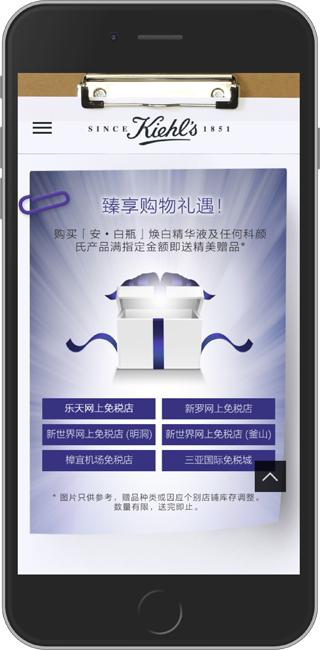 SINCE Kiehl's 1851
臻享购物礼遇!
购买「安·白瓶」焕白精华液及任何科颜
氏产品满指定金额即送精美赠品*
乐天网上免税店 新罗网上免税店
新世界网上免税店 (明洞) 新世界网上免税店 (釜山)
樟宜机场免税店 三亚国际免税城
* 图片只供参考，赠品种类或因应个别店铺库存调整。
数量有限，送完即止。